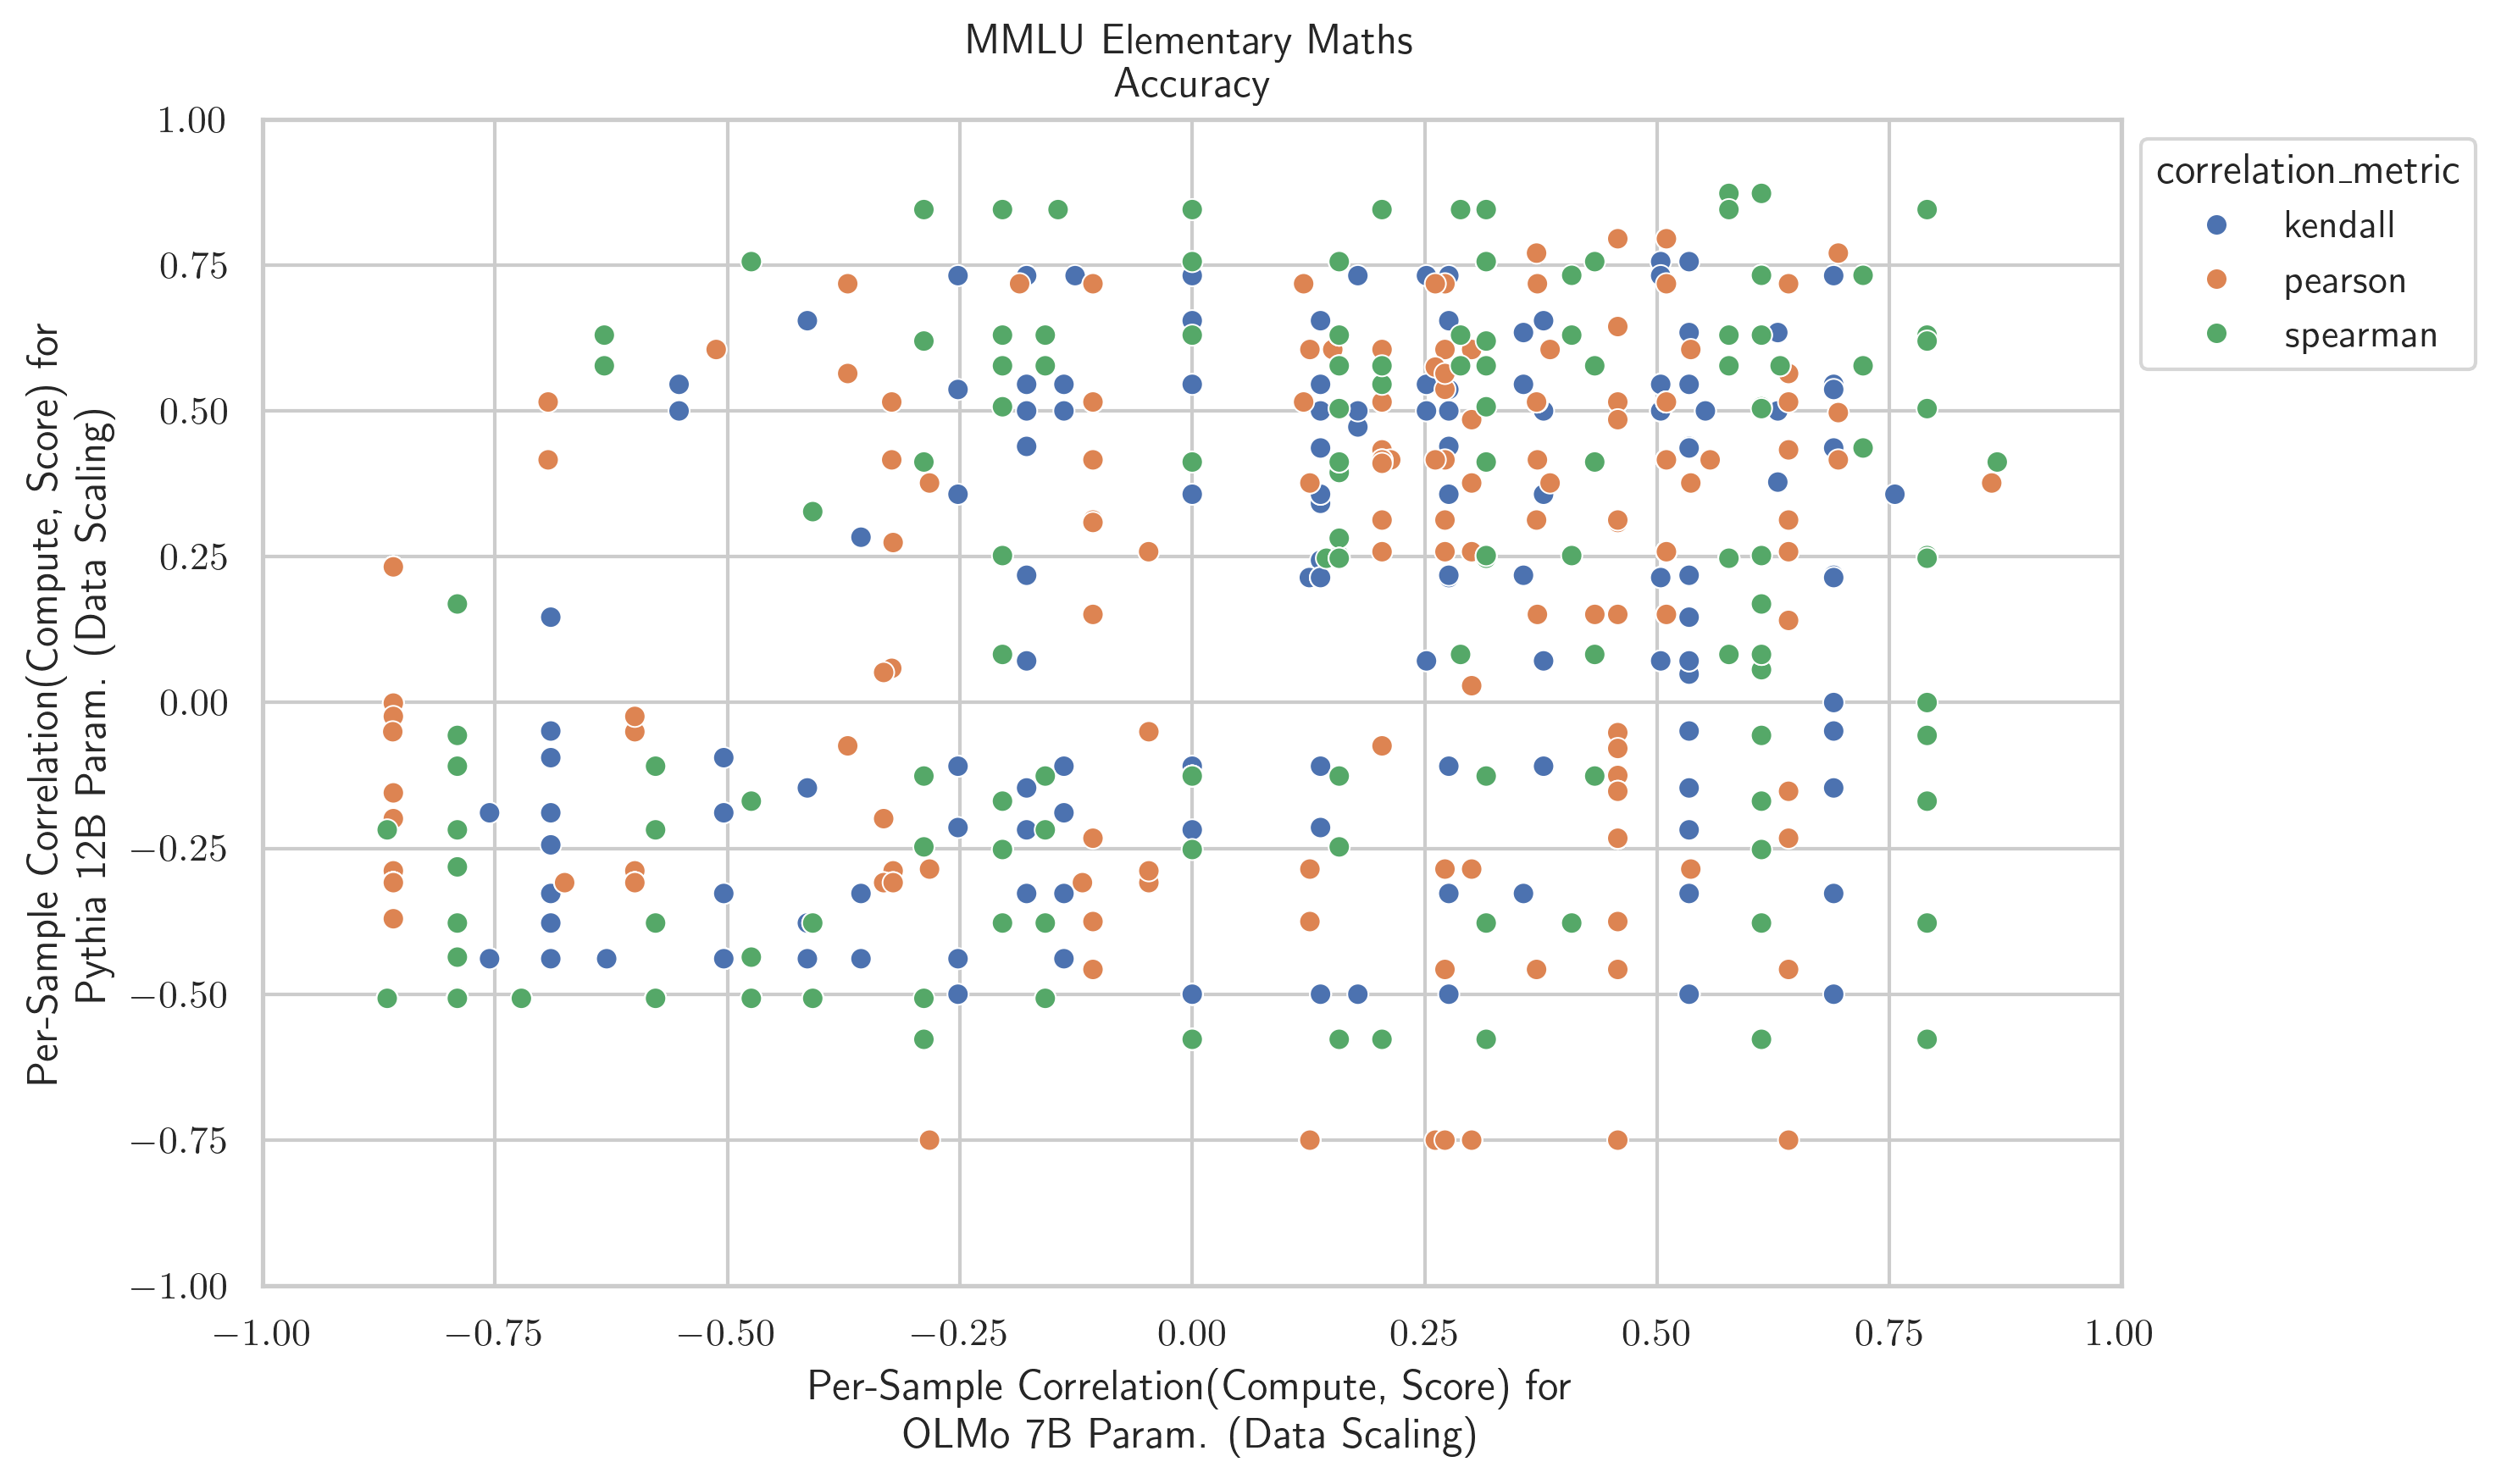 MMLU Elementary Maths
Accuracy
Per-Sample Correlation(Compute, Score) for
Pythia 12B Param. (Data Scaling)
1.00
0.75
0.50
0.25
0.00
−0.25
−0.50
−0.75
−1.00
−1.00 −0.75 −0.50 −0.25 0.00 0.25 0.50 0.75 1.00
Per-Sample Correlation(Compute, Score) for
OLMo 7B Param. (Data Scaling)
correlation_metric
kendall
pearson
spearman